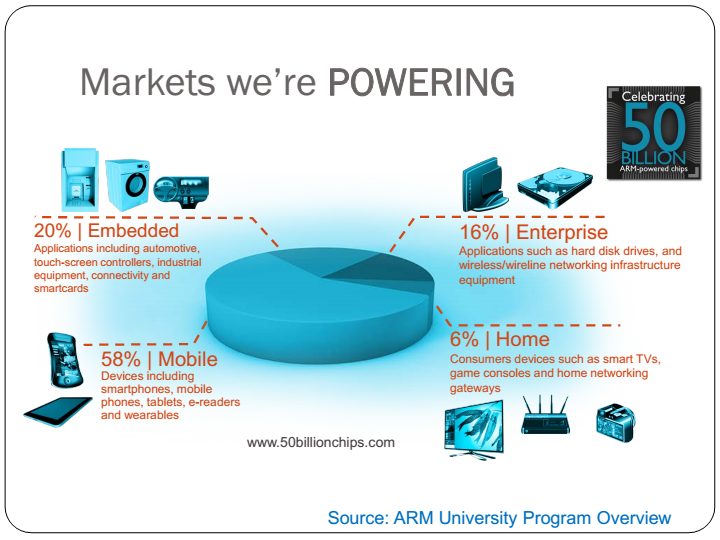 Markets we're POWERING
Celebrating
50
BILLION
ARM-powered chips
20% | Embedded
Applications including automotive,
touch-screen controllers, industrial
equipment, connectivity and
smartcards
16% | Enterprise
Applications such as hard disk drives, and
wireless/wireline networking infrastructure
equipment
58% | Mobile
Devices including
smartphones, mobile
phones, tablets, e-readers
and wearables
6% | Home
Consumers devices such as smart TVs,
game consoles and home networking
gateways
www.50billionchips.com
Source: ARM University Program Overview